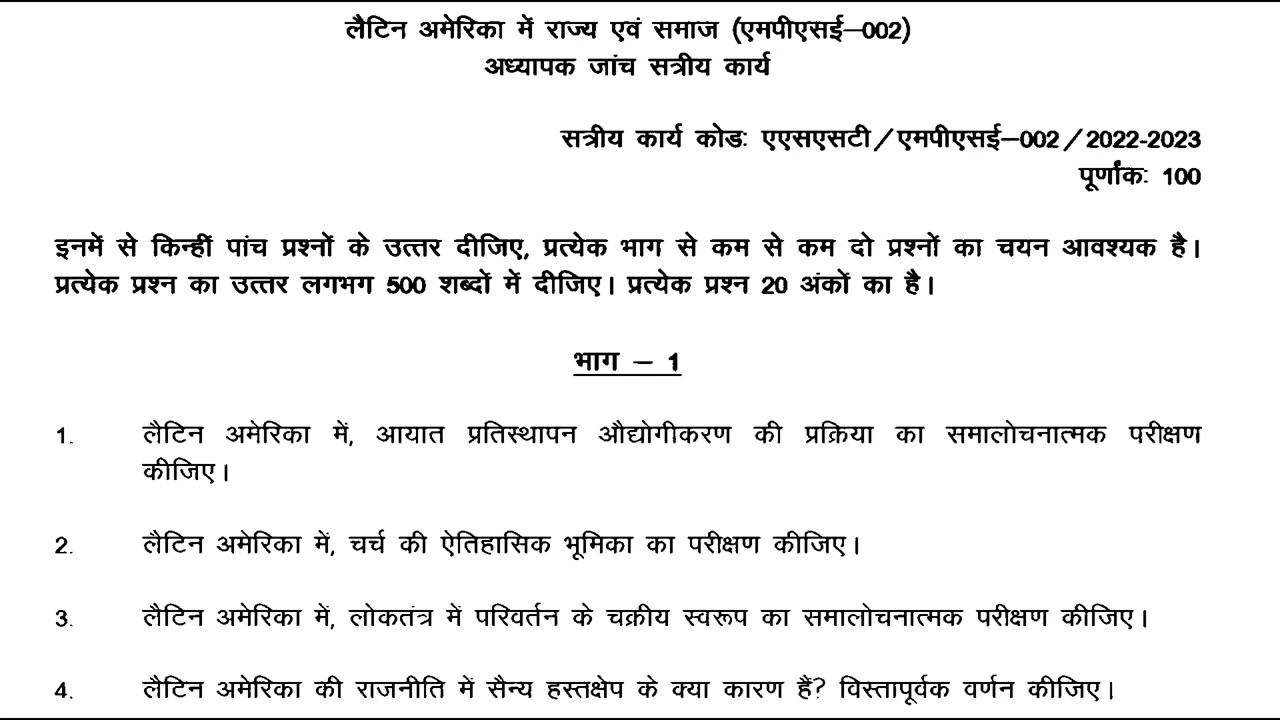 लैटिन अमेरिका में राज्य एवं समाज (एमपीएसई–002)
अध्यापक जांच सत्रीय कार्य
सत्रीय कार्य कोडः एएसएसटी/एमपीएसई–002/2022-2023
पूर्णांकः 100
इनमें से किन्हीं पांच प्रश्नों के उत्तर दीजिए, प्रत्येक भाग से कम से कम दो प्रश्नों का चयन आवश्यक है।
प्रत्येक प्रश्न का उत्तर लगभग 500 शब्दों में दीजिए। प्रत्येक प्रश्न 20 अंकों का है।
भाग – 1
1. लैटिन अमेरिका में, आयात प्रतिस्थापन औद्योगीकरण की प्रक्रिया का समालोचनात्मक परीक्षण
कीजिए।
2. लैटिन अमेरिका में, चर्च की ऐतिहासिक भूमिका का परीक्षण कीजिए।
3. लैटिन अमेरिका में, लोकतंत्र में परिवर्तन के चक्रीय स्वरूप का समालोचनात्मक परीक्षण कीजिए।
4. लैटिन अमेरिका की राजनीति में सैन्य हस्तक्षेप के क्या कारण हैं? विस्तापूर्वक वर्णन कीजिए।